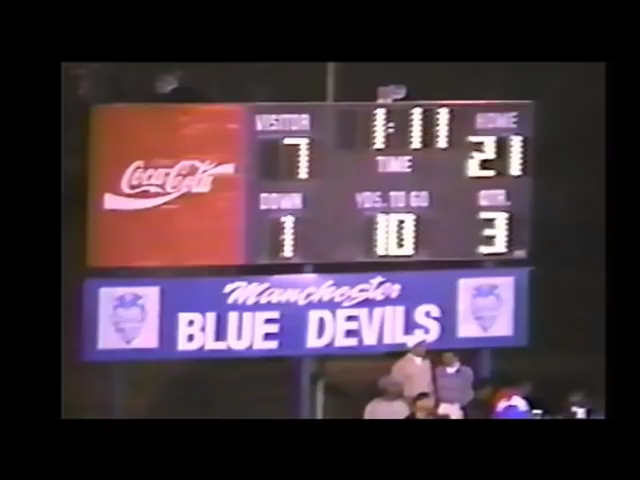 Coca-Cola
VISITOR 1:11 HOME
7 TIME 21
DOWN YDS. TO GO QTR.
1 10 3
Manchester
BLUE DEVILS